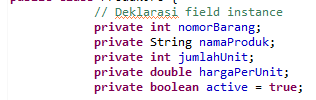 // Deklarasi field instance
private int nomorBarang;
private String namaProduk;
private int jumlahUnit;
private double hargaPerUnit;
private boolean active = true;